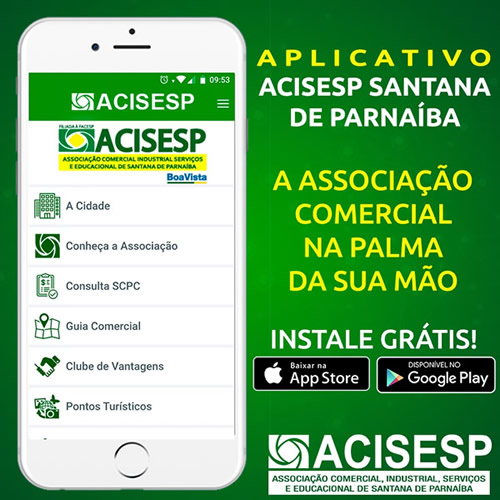 09:53
ACISESP
FILIADA À FACESP
ACISESP
ASSOCIAÇÃO COMERCIAL INDUSTRIAL SERVIÇOS
E EDUCACIONAL DE SANTANA DE PARNAÍBA
BoaVista
A Cidade
Conheça a Associação
Consulta SCPC
Guia Comercial
Clube de Vantagens
Pontos Turísticos
APLICATIVO
ACISESP SANTANA
DE PARNAÍBA
A ASSOCIAÇÃO
COMERCIAL
NA PALMA
DA SUA MÃO
INSTALE GRÁTIS!
Baixar na
App Store
DISPONÍVEL NO
Google Play
ACISESP
ASSOCIAÇÃO COMERCIAL, INDUSTRIAL, SERVIÇOS
E EDUCACIONAL DE SANTANA DE PARNAÍBA